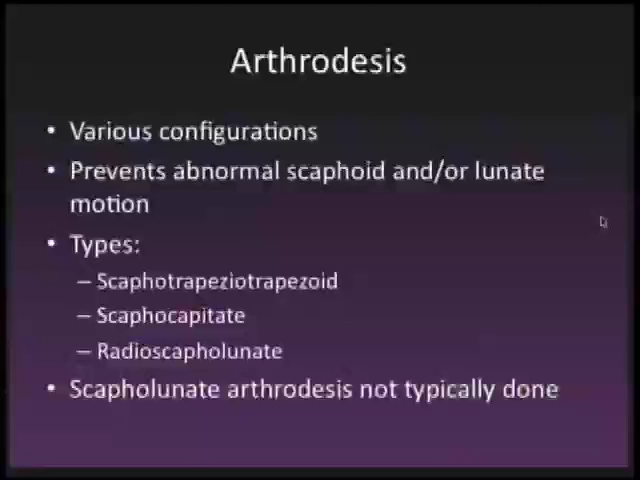 Arthrodesis
• Various configurations
• Prevents abnormal scaphoid and/or lunate
motion
• Types:
– Scaphotrapeziotrapezoid
– Scaphocapitate
– Radioscapholunate
• Scapholunate arthrodesis not typically done